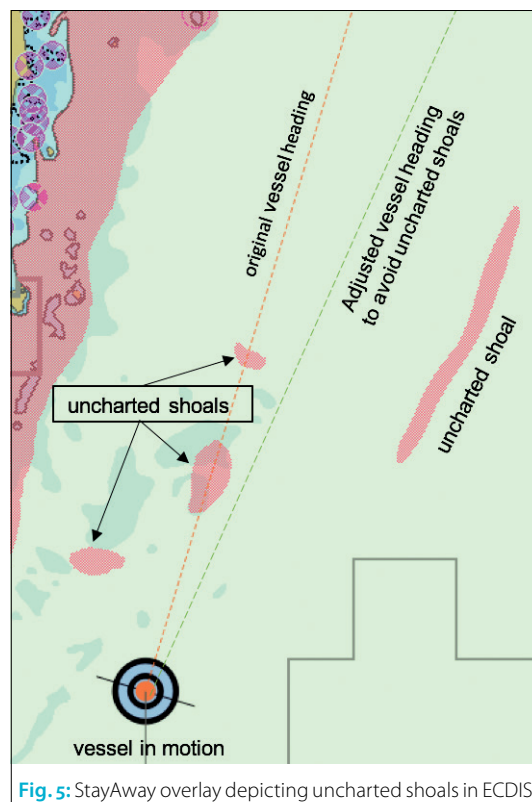 original vessel heading
Adjusted vessel heading
to avoid uncharted shoals
uncharted shoal
uncharted shoals
vessel in motion
Fig. 5: StayAway overlay depicting uncharted shoals in ECDIS